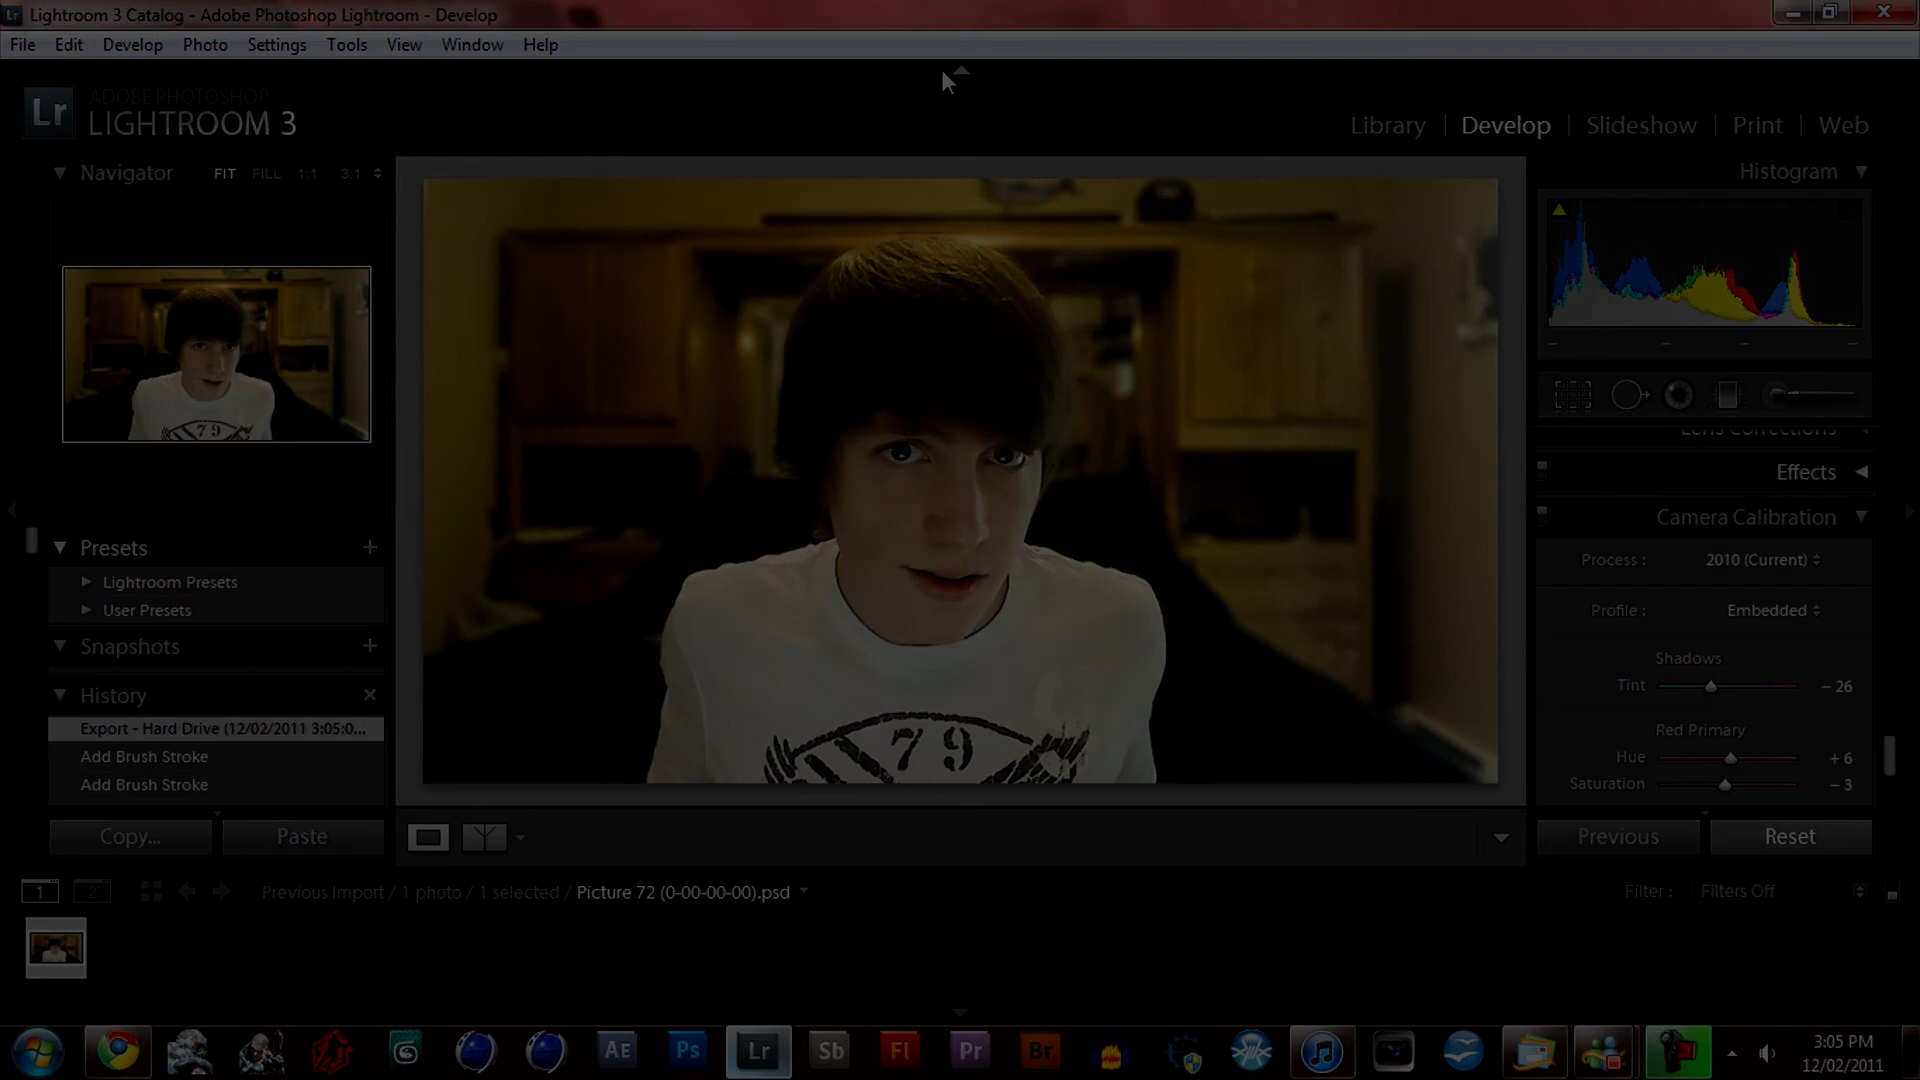 Lightroom 3 Catalog - Adobe Photoshop Lightroom - Develop
File Edit Develop Photo Settings Tools View Window Help
Lr ADOBE PHOTOSHOP
LIGHTROOM 3
Library Develop Slideshow Print Web
Navigator FIT FILL 1:1 3:1
Histogram
Lens Corrections
Effects
Camera Calibration
Process : 2010 (Current)
Profile : Embedded
Shadows
Tint - 26
Red Primary
Hue + 6
Saturation - 3
Presets
Lightroom Presets
User Presets
Snapshots
History
Export - Hard Drive (12/02/2011 3:05:0...
Add Brush Stroke
Add Brush Stroke
79
79
Copy... Paste
Previous Reset
1 2 Previous Import / 1 photo / 1 selected / Picture 72 (0-00-00-00).psd
Filter : Filters Off
AE Ps Lr Sb Fl Pr Br
3:05 PM
12/02/2011